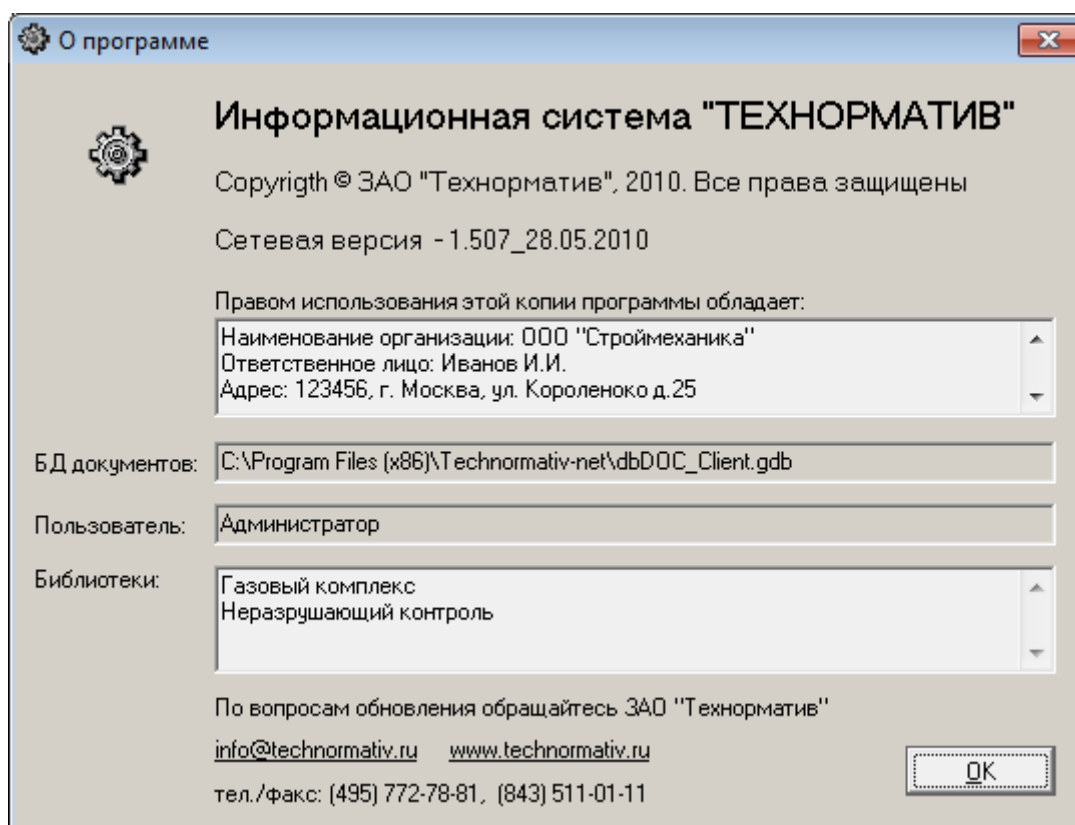 О программе
Информационная система "ТЕХНОРМАТИВ"
Copyrigth © ЗАО "Технорматив", 2010. Все права защищены
Сетевая версия - 1.507_28.05.2010
Правом использования этой копии программы обладает:
Наименование организации: ООО "Строймеханика"
Ответственное лицо: Иванов И.И.
Адрес: 123456, г. Москва, ул. Короленоко д.25
БД документов: C:\Program Files (x86)\Technormativ-net\dbDOC_Client.gdb
Пользователь: Администратор
Библиотеки: Газовый комплекс
Неразрушающий контроль
По вопросам обновления обращайтесь ЗАО "Технорматив"
info@technormativ.ru www.technormativ.ru
OK
тел./факс: (495) 772-78-81, (843) 511-01-11